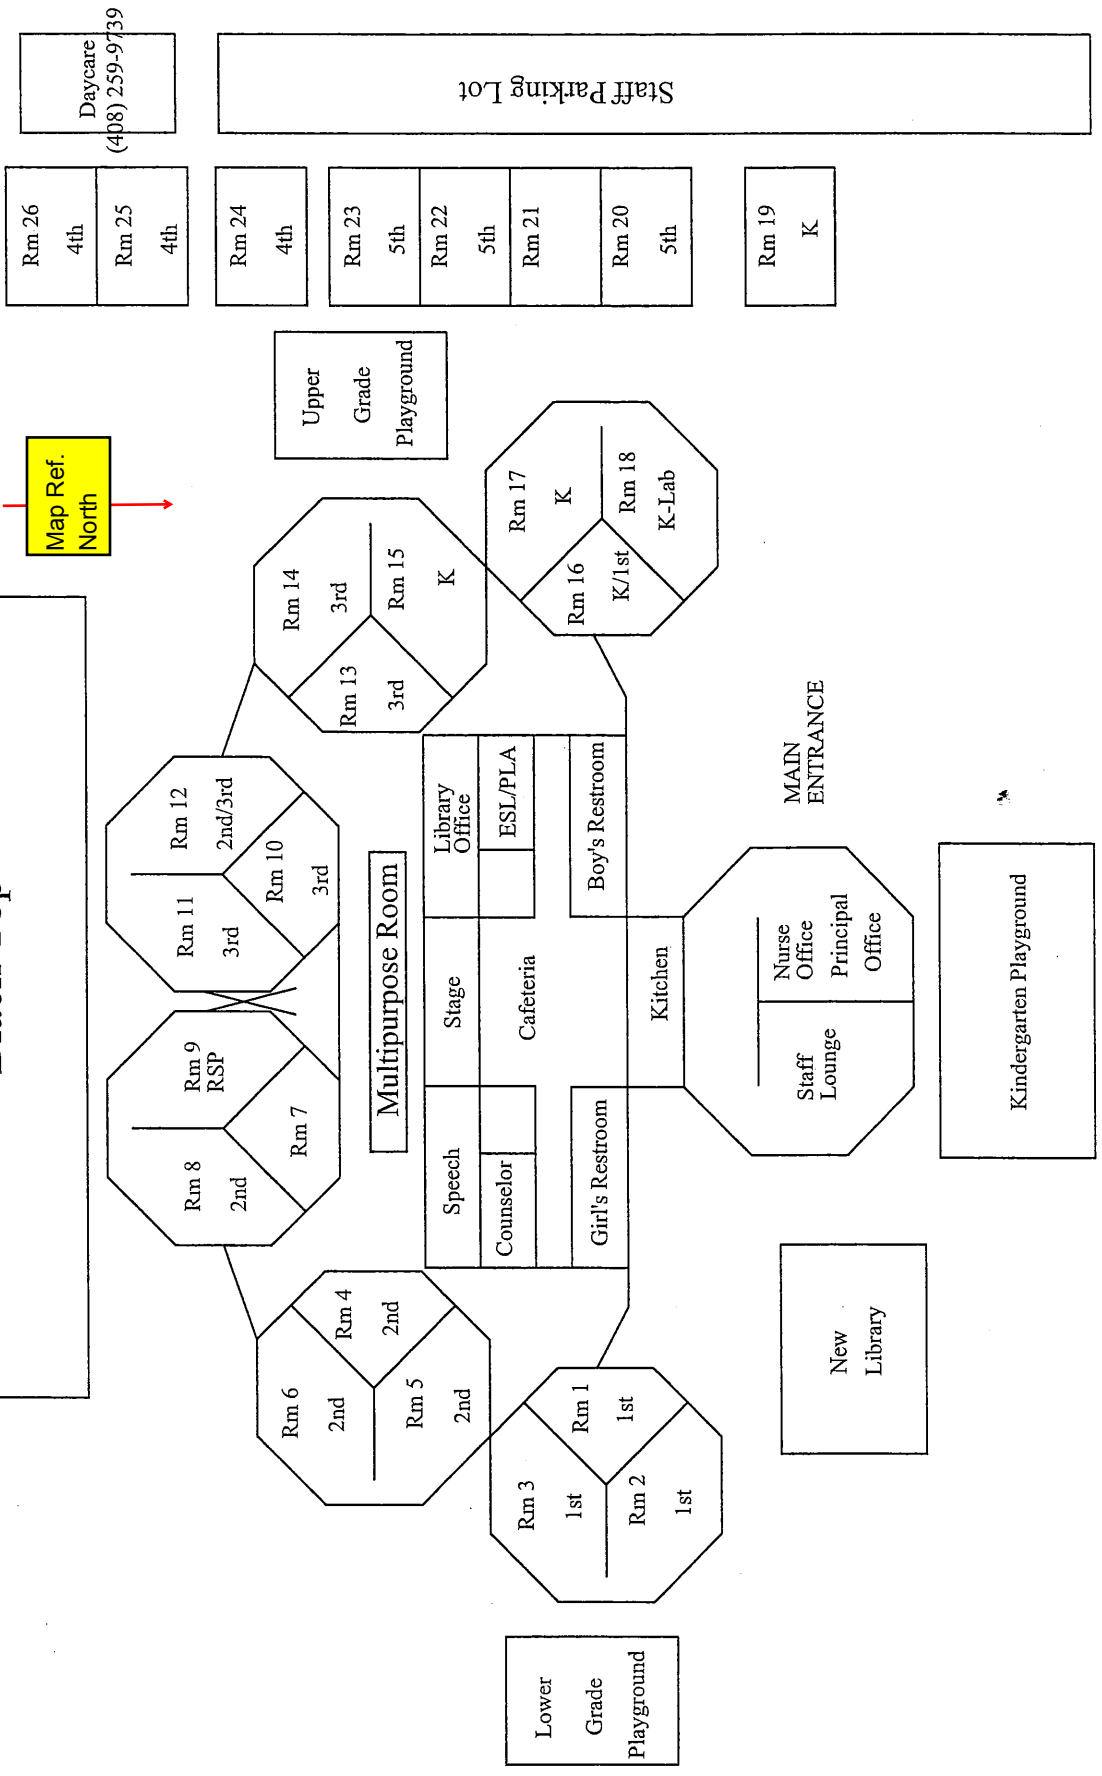 Map Ref.
North
Rm 26
4th
Rm 25
4th
Daycare
(408) 259-9739
Rm 24
4th
Rm 23
5th
Rm 22
5th
Rm 21
Rm 20
5th
Rm 19
K
Staff Parking Lot
Upper
Grade
Playground
Rm 8
2nd
Rm 9
RSP
Rm 7
Rm 11
3rd
Rm 12
2nd/3rd
Rm 10
3rd
Rm 6
2nd
Rm 4
2nd
Rm 5
2nd
Multipurpose Room
Rm 14
3rd
Rm 13
3rd
Rm 15
K
Speech
Stage
Library
Office
Counselor
Cafeteria
ESL/PLA
Girl's Restroom
Boy's Restroom
Kitchen
Lower
Grade
Playground
Rm 3
1st
Rm 1
1st
Rm 2
1st
Rm 17
K
Rm 16
K/1st
Rm 18
K-Lab
New
Library
Staff
Lounge
Nurse
Office
Principal
Office
MAIN
ENTRANCE
Kindergarten Playground